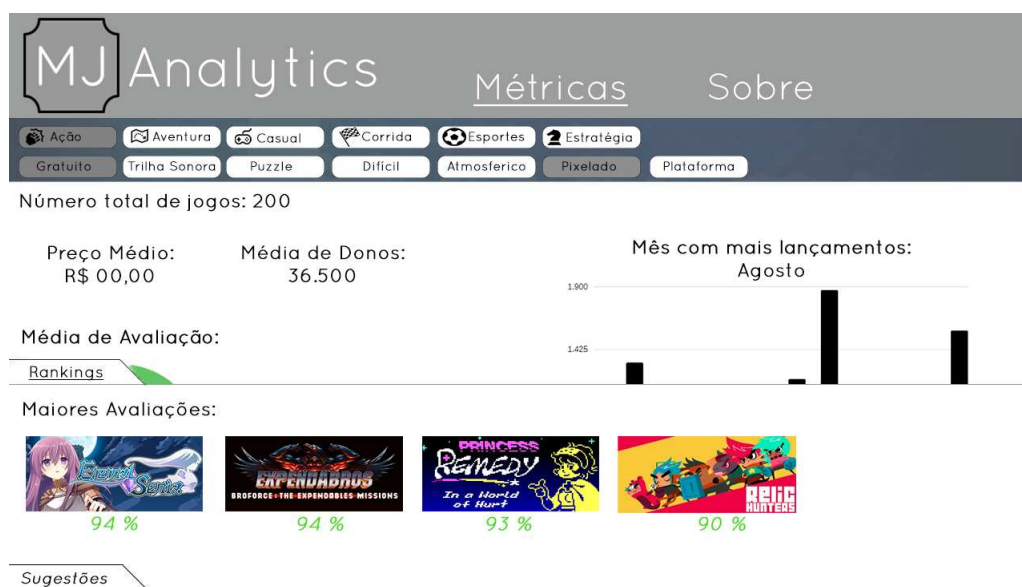 MJ Analytics Métricas Sobre
Ação Aventura Casual Corrida Esportes Estratégia
Gratuito Trilha Sonora Puzzle Difícil Atmosferico Pixelado Plataforma
Número total de jogos: 200
Preço Médio:
R$ 00,00
Média de Donos:
36.500
Mês com mais lançamentos:
Agosto
1.900
1.425
Média de Avaliação:
Rankings
Maiores Avaliações:
Eternal
Senia
EXPENDABROS
BROFORCE: THE EXPENDABLES MISSIONS
PRINCESS
REMEDY
In a World
of Hurt
RELIC
HUNTERS
94 % 94 % 93 % 90 %
Sugestões